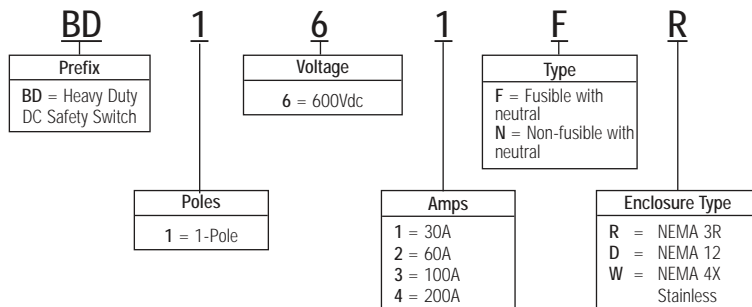 BD 1 6 1 F R
Prefix
BD = Heavy Duty
DC Safety Switch
Voltage
6 = 600Vdc
Type
F = Fusible with
neutral
N = Non-fusible with
neutral
Poles
1 = 1-Pole
Amps
1 = 30A
2 = 60A
3 = 100A
4 = 200A
Enclosure Type
R = NEMA 3R
D = NEMA 12
W = NEMA 4X
Stainless